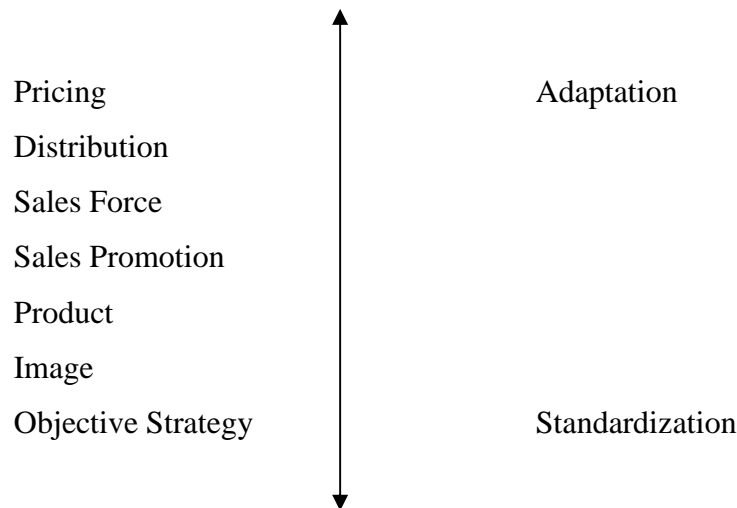 Pricing Adaptation
Distribution
Sales Force
Sales Promotion
Product
Image
Objective Strategy Standardization